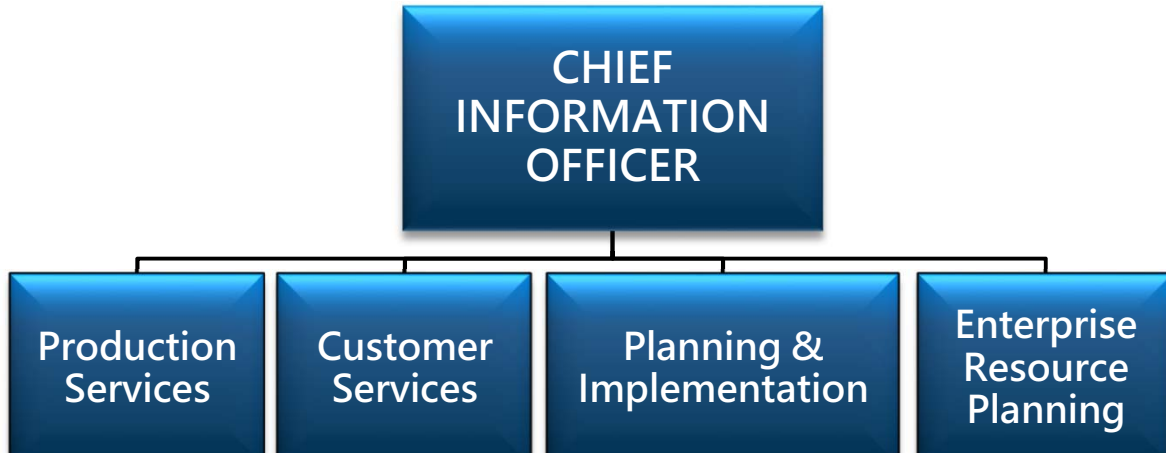 CHIEF
INFORMATION
OFFICER
Production
Services
Customer
Services
Planning &
Implementation
Enterprise
Resource
Planning